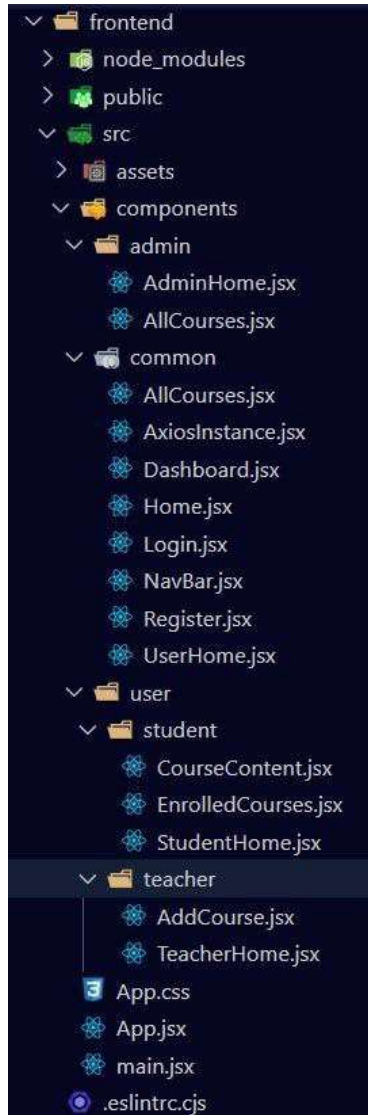 frontend
node_modules
public
src
assets
components
admin
AdminHome.jsx
AllCourses.jsx
common
AllCourses.jsx
AxiosInstance.jsx
Dashboard.jsx
Home.jsx
Login.jsx
NavBar.jsx
Register.jsx
UserHome.jsx
user
student
CourseContent.jsx
EnrolledCourses.jsx
StudentHome.jsx
teacher
AddCourse.jsx
TeacherHome.jsx
App.css
App.jsx
main.jsx
.eslintrc.cjs